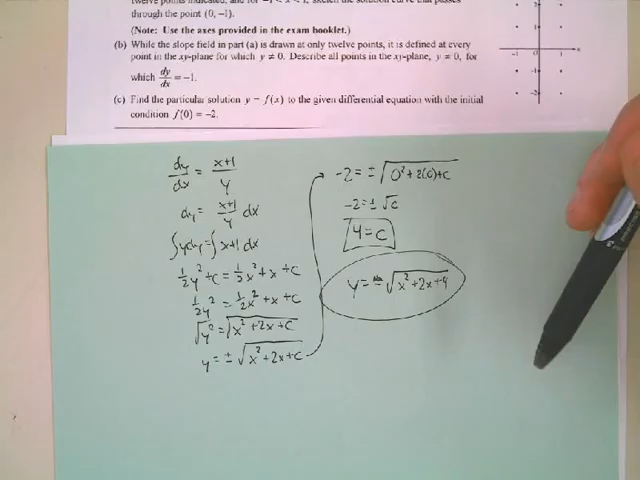 through the point (0, −1).
(Note: Use the axes provided in the exam booklet.)
(b) While the slope field in part (a) is drawn at only twelve points, it is defined at every
point in the xy-plane for which y ≠ 0. Describe all points in the xy-plane, y ≠ 0, for
which dy/dx = −1.
(c) Find the particular solution y = f(x) to the given differential equation with the initial
condition f(0) = −2.
dy/dx = x+1/y
dy = x+1/y dx
∫ydy = ∫x+1dx
1/2y² + C = 1/2x² + x + C
1/2y² = 1/2x² + x + C
√y² = √x² + 2x + C
y = ± √x² + 2x + C
-2 = ± √0² + 2(0) + C
-2 = ± √C
4 = C
y = √x² + 2x + 4